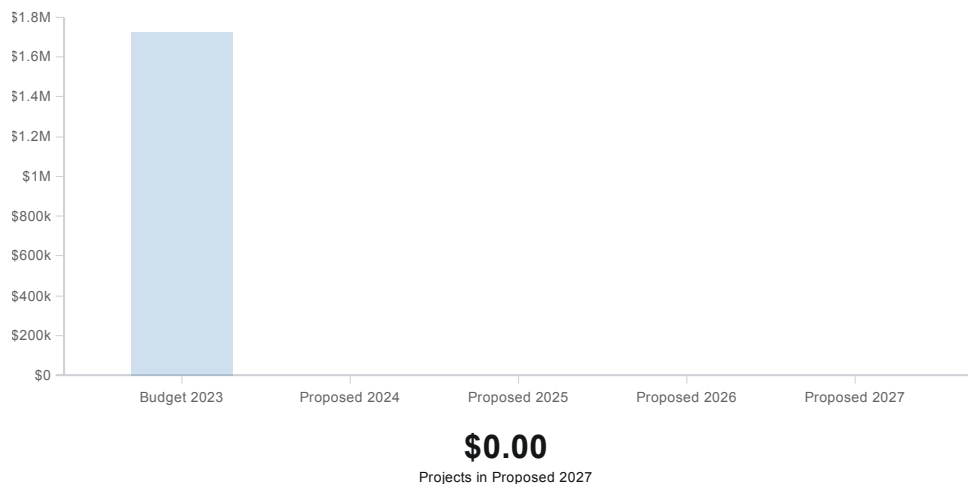 $1.8M
$1.6M
$1.4M
$1.2M
$1M
$800k
$600k
$400k
$200k
$0
Budget 2023 Proposed 2024 Proposed 2025 Proposed 2026 Proposed 2027
$0.00
Projects in Proposed 2027